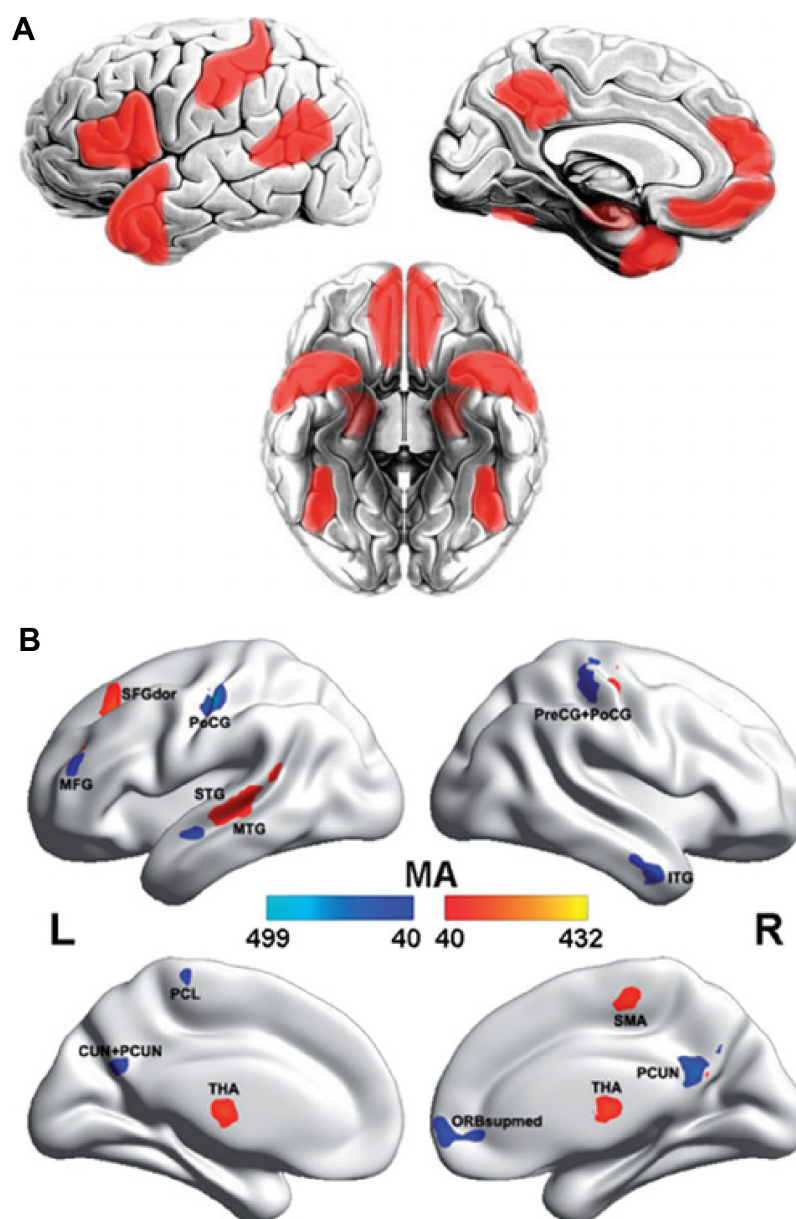 A
B
SFGdor
PoCG
MFG
STG
MTG
PreCG+PoCG
ITG
MA
499 40 40 432
L R
PCL
CUN+PCUN
THA
SMA
PCUN
THA
ORBsupmed